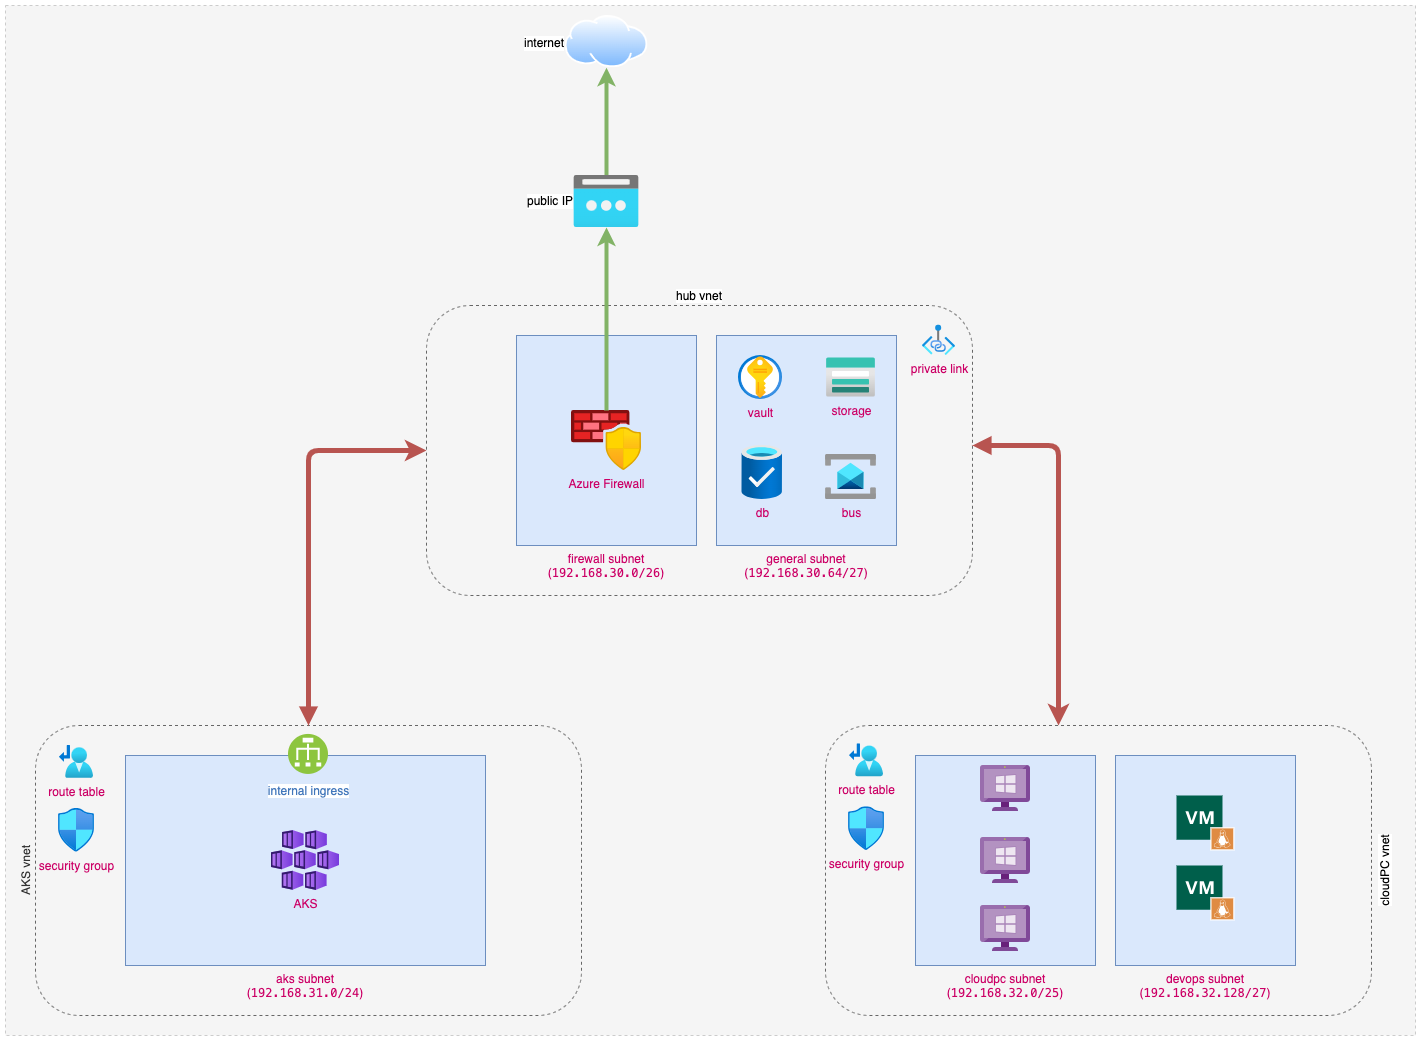 internet
public IP
hub vnet
private link
vault
storage
Azure Firewall
db
bus
firewall subnet
(192.168.30.0/26)
general subnet
(192.168.30.64/27)
AKS vnet
route table
security group
internal ingress
AKS
aks subnet
(192.168.31.0/24)
route table
security group
VM
VM
cloudpc subnet
(192.168.32.0/25)
devops subnet
(192.168.32.128/27)
cloudPC vnet